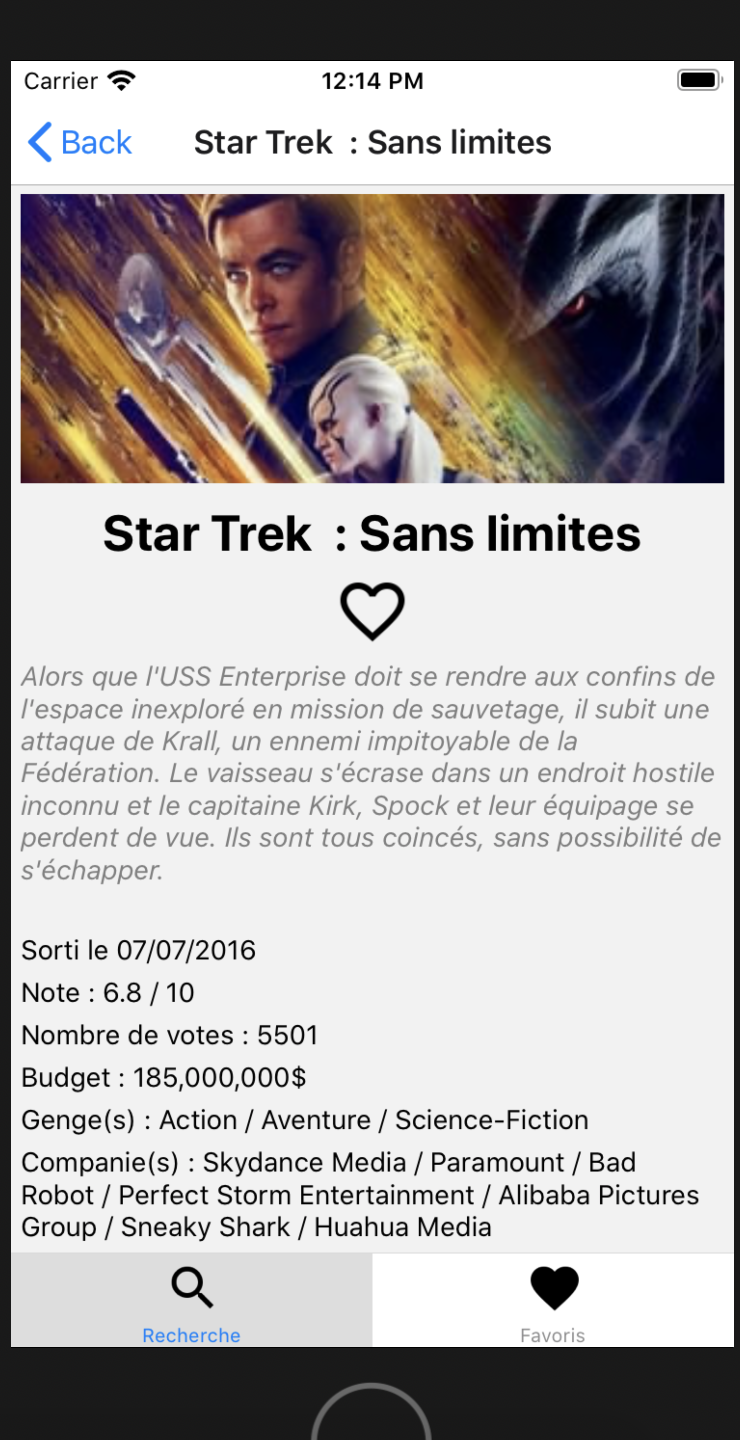 Carrier 12:14 PM
Back Star Trek  : Sans limites
Star Trek  : Sans limites
Alors que l'USS Enterprise doit se rendre aux confins de
l'espace inexploré en mission de sauvetage, il subit une
attaque de Krall, un ennemi impitoyable de la
Fédération. Le vaisseau s'écrase dans un endroit hostile
inconnu et le capitaine Kirk, Spock et leur équipage se
perdent de vue. Ils sont tous coincés, sans possibilité de
s'échapper.
Sorti le 07/07/2016
Note : 6.8 / 10
Nombre de votes : 5501
Budget : 185,000,000$
Genge(s) : Action / Aventure / Science-Fiction
Companie(s) : Skydance Media / Paramount / Bad
Robot / Perfect Storm Entertainment / Alibaba Pictures
Group / Sneaky Shark / Huahua Media
Recherche Favoris